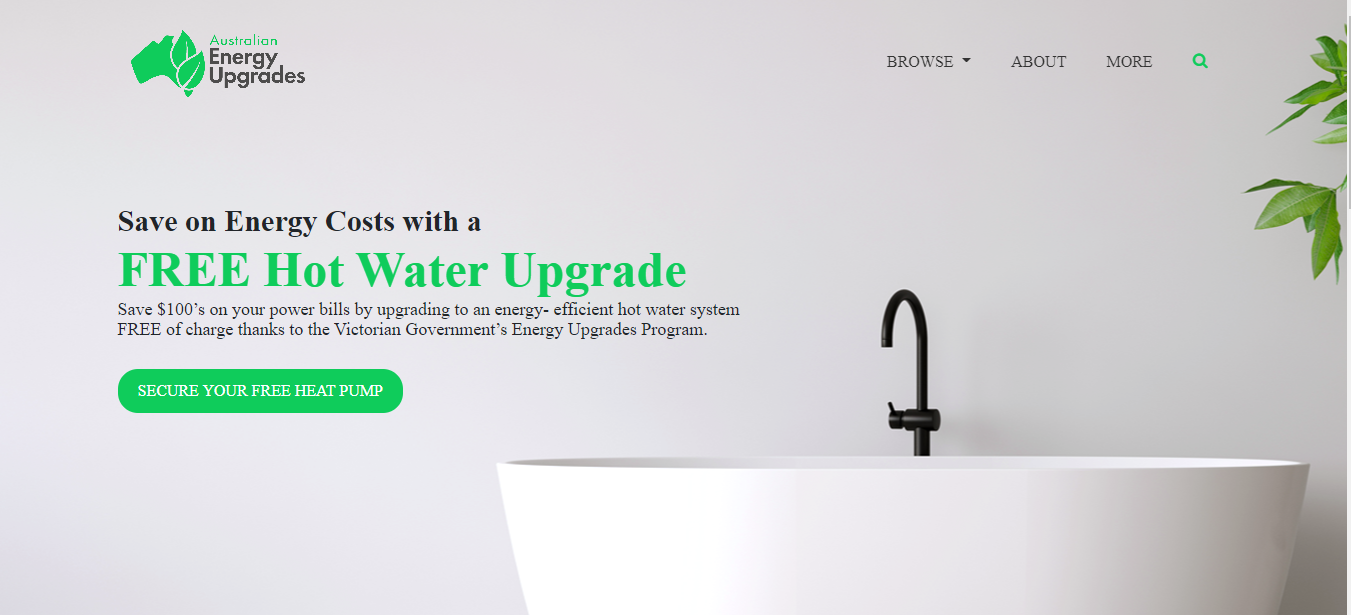 Australian
Energy
Upgrades
BROWSE
ABOUT
MORE
Save on Energy Costs with a
FREE Hot Water Upgrade
Save $100’s on your power bills by upgrading to an energy- efficient hot water system
FREE of charge thanks to the Victorian Government’s Energy Upgrades Program.
SECURE YOUR FREE HEAT PUMP